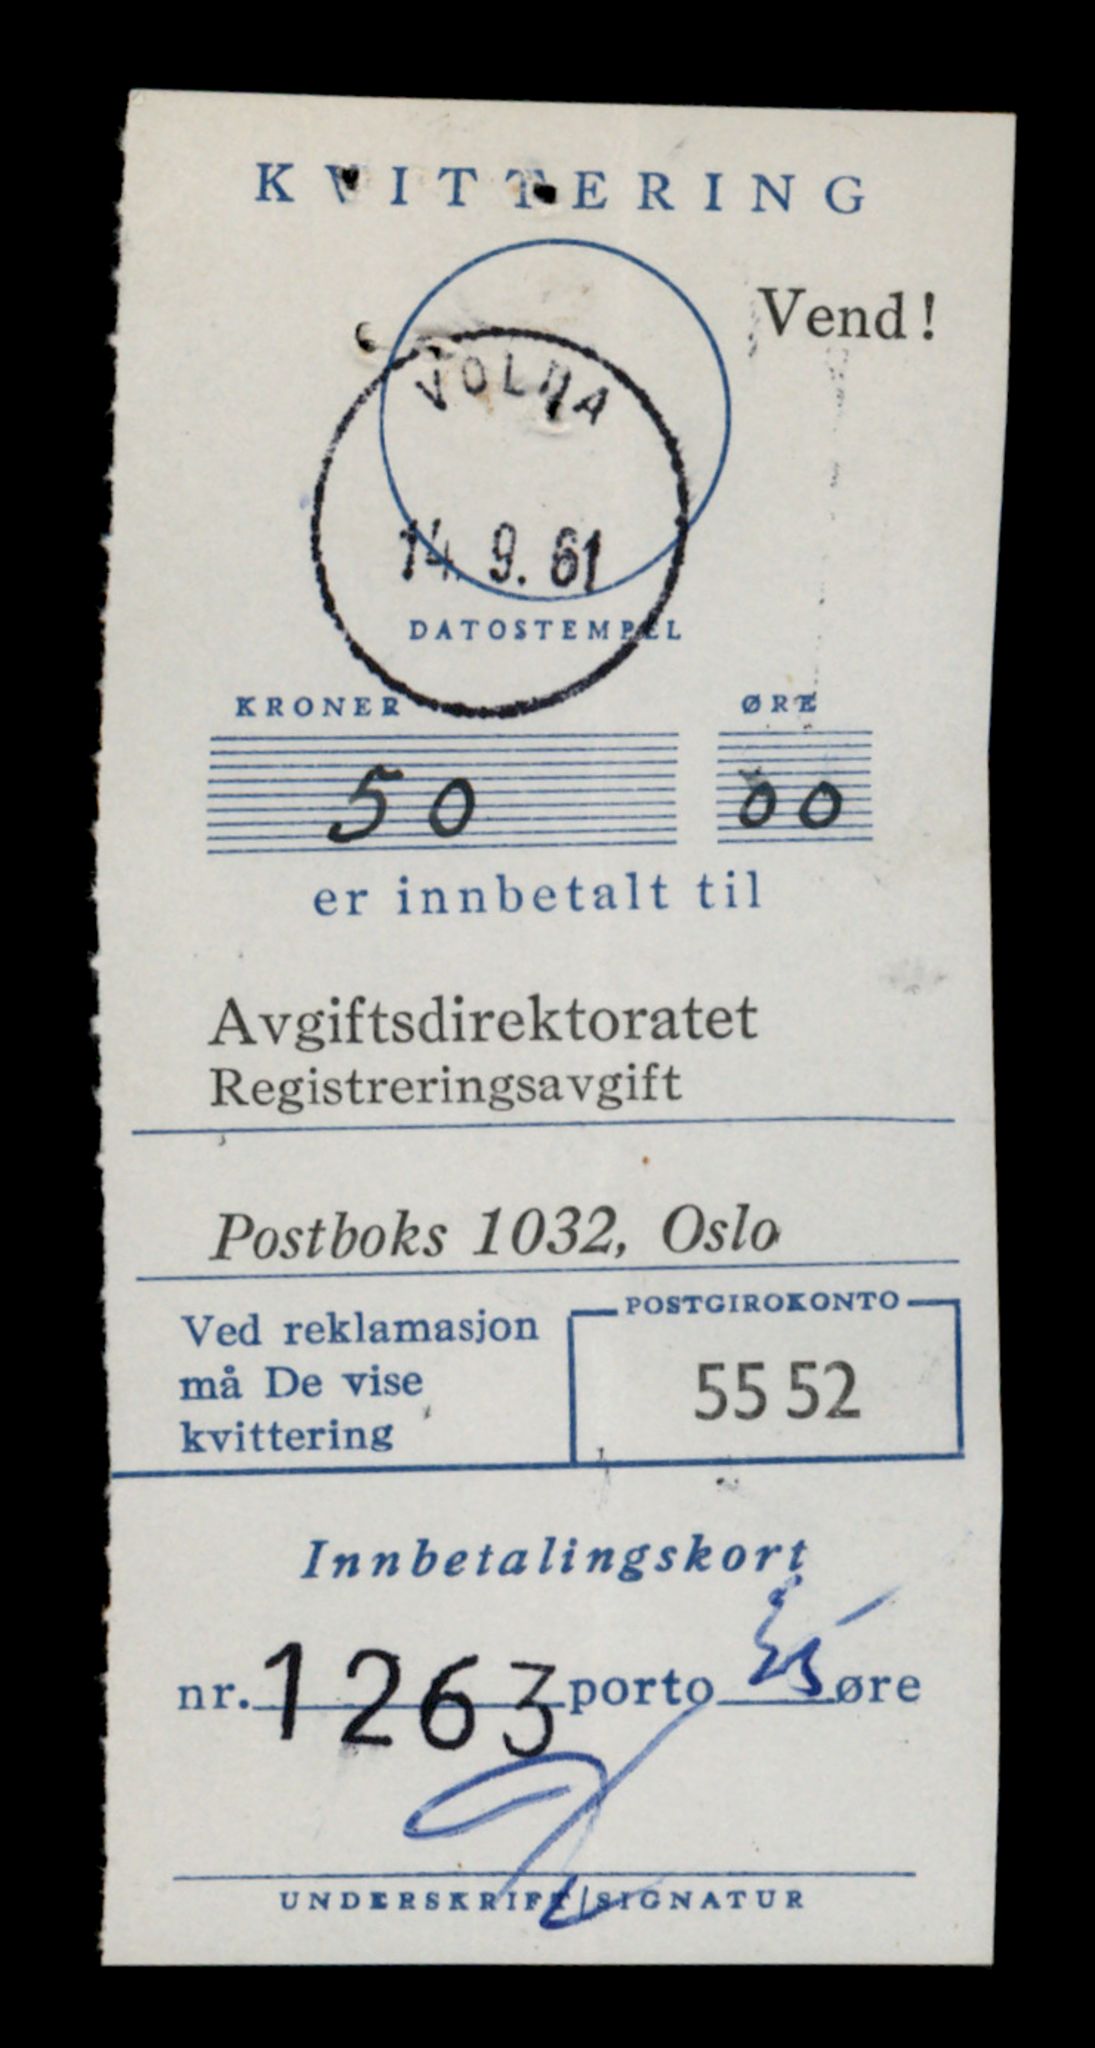 KVITTERING
Vend!
VOLDA
14. 9. 61
DATOSTEMPEL
KRONER ØRE
50 00
er innbetalt til
Avgiftsdirektoratet
Registreringsavgift
Postboks 1032, Oslo
Ved reklamasjon
må De vise
kvittering
POSTGIROKONTO
55 52
Innbetalingskort
nr. 1263 porto øre
UNDERSKRIFT/SIGNATUR